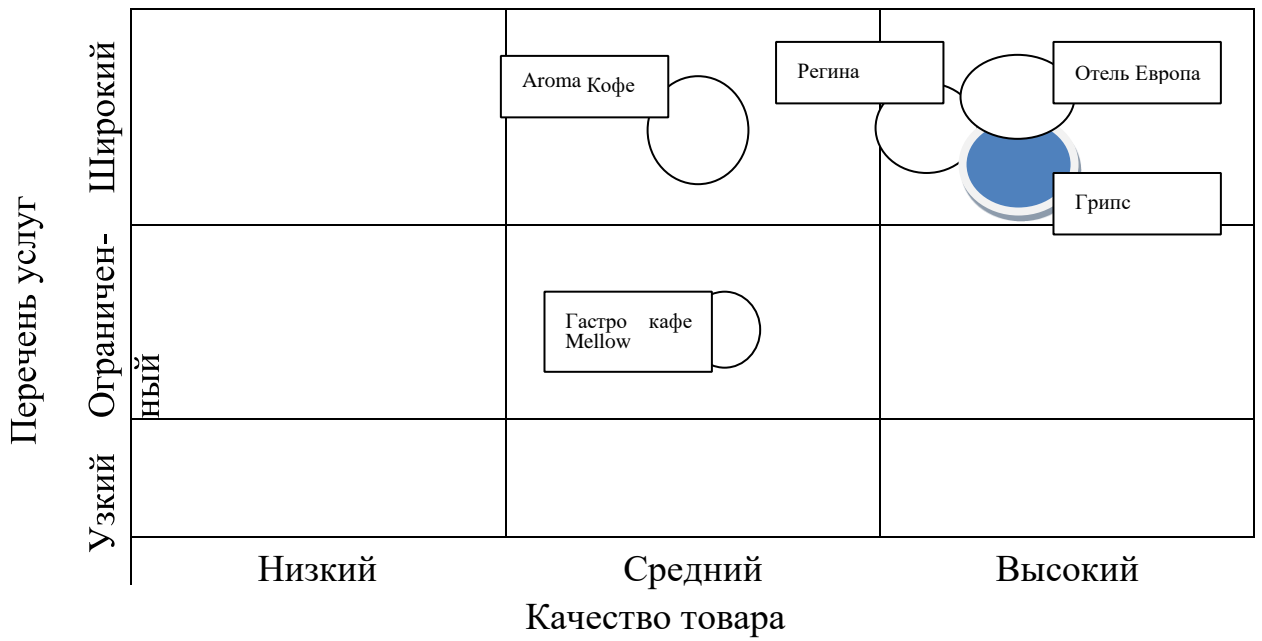 Перечень услуг
Широкий
Ограничен-
ный
Узкий
Aroma Кофе
Регина
Отель Европа
Грипс
Гастро кафе
Mellow
Низкий
Средний
Высокий
Качество товара